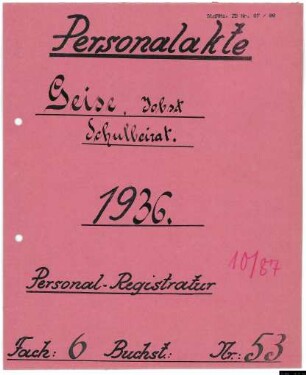 Personalakte
Geise, Jobst
Schulbeirat.
1936.
10/87
Personal-Registratur
Fach: 6 Buchst: Nr: 53